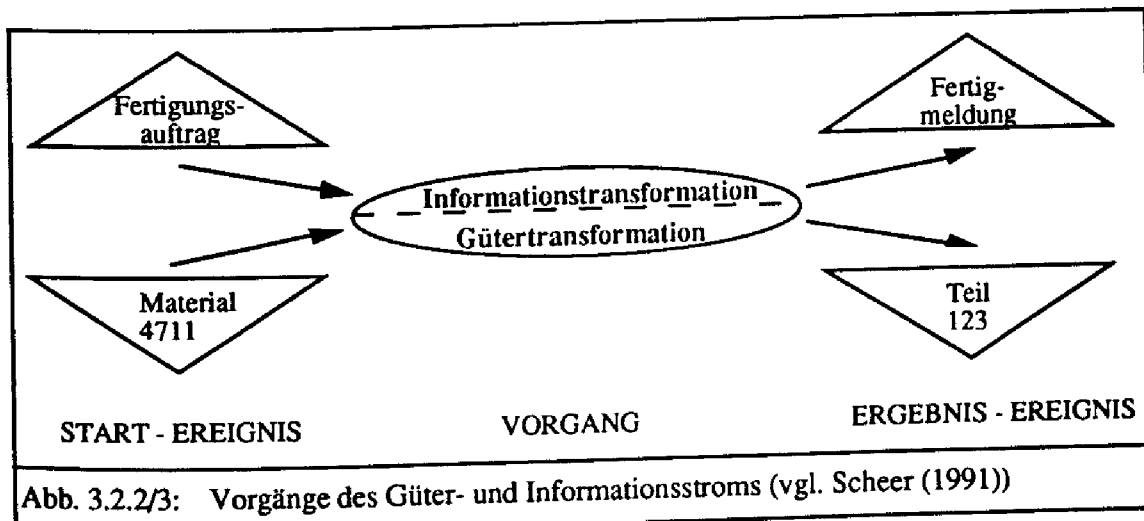 Fertigungs-
auftrag
Fertig-
meldung
Informationstransformation
Gütertransformation
Material
4711
Teil
123
START - EREIGNIS
VORGANG
ERGEBNIS - EREIGNIS
Abb. 3.2.2/3: Vorgänge des Güter- und Informationsstroms (vgl. Scheer (1991))